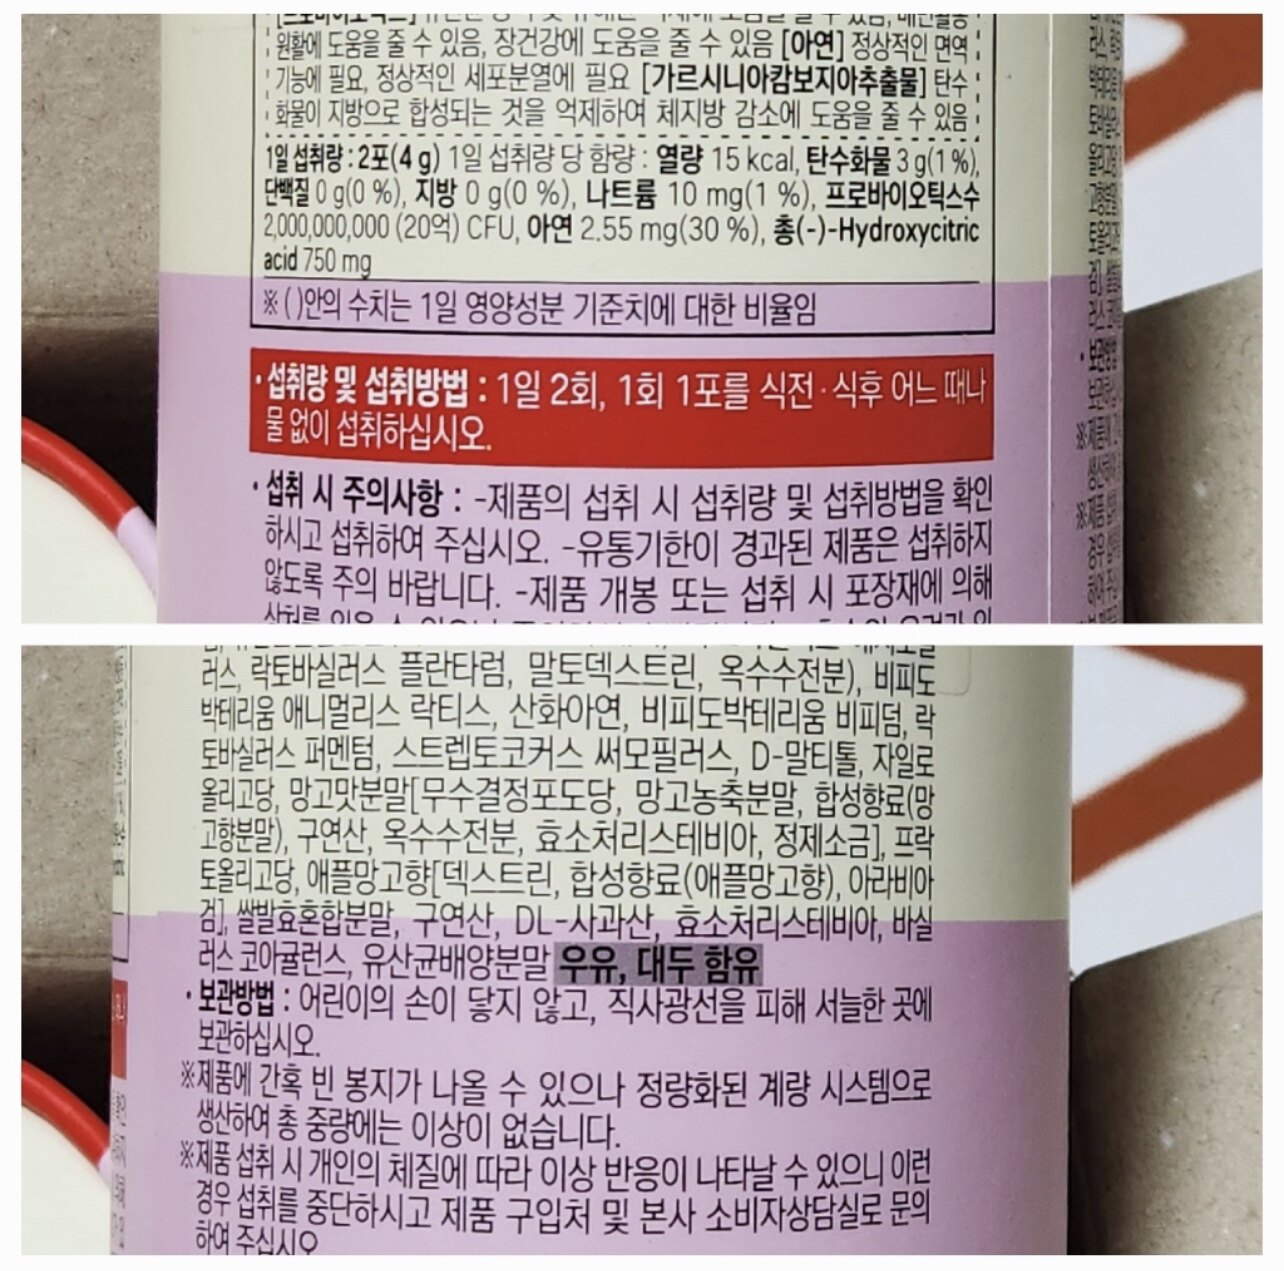 원활에 도움을 줄 수 있음, 장건강에 도움을 줄 수 있음 [아연] 정상적인 면역
기능에 필요, 정상적인 세포분열에 필요 [가르시니아캄보지아추출물] 탄수
화물이 지방으로 합성되는 것을 억제하여 체지방 감소에 도움을 줄 수 있음
1일 섭취량 : 2포(4 g) 1일 섭취량 당 함량 : 열량 15 kcal, 탄수화물 3 g(1 %),
단백질 0 g(0 %), 지방 0 g(0 %), 나트륨 10 mg(1 %), 프로바이오틱스수
2,000,000,000 (20억) CFU, 아연 2.55 mg(30 %), 총(-)-Hydroxycitric
acid 750 mg
※ ( )안의 수치는 1일 영양성분 기준치에 대한 비율임
· 섭취량 및 섭취방법 : 1일 2회, 1회 1포를 식전 · 식후 어느 때나
물 없이 섭취하십시오.
· 섭취 시 주의사항 : -제품의 섭취 시 섭취량 및 섭취방법을 확인
하시고 섭취하여 주십시오. -유통기한이 경과된 제품은 섭취하지
않도록 주의 바랍니다. -제품 개봉 또는 섭취 시 포장재에 의해
러스, 락토바실러스 플란타럼, 말토덱스트린, 옥수수전분), 비피도
박테리움 애니멀리스 락티스, 산화아연, 비피도박테리움 비피덤, 락
토바실러스 퍼멘텀, 스트렙토코커스 써모필러스, D-말티톨, 자일로
올리고당, 망고맛분말[무수결정포도당, 망고농축분말, 합성향료(망
고향분말), 구연산, 옥수수전분, 효소처리스테비아, 정제소금], 프락
토올리고당, 애플망고향[덱스트린, 합성향료(애플망고향), 아라비아
검], 쌀발효혼합분말, 구연산, DL-사과산, 효소처리스테비아, 바실
러스 코아귤런스, 유산균배양분말 우유, 대두 함유
· 보관방법 : 어린이의 손이 닿지 않고, 직사광선을 피해 서늘한 곳에
보관하십시오.
※제품에 간혹 빈 봉지가 나올 수 있으나 정량화된 계량 시스템으로
생산하여 총 중량에는 이상이 없습니다.
※제품 섭취 시 개인의 체질에 따라 이상 반응이 나타날 수 있으니 이런
경우 섭취를 중단하시고 제품 구입처 및 본사 소비자상담실로 문의
하여 주십시오